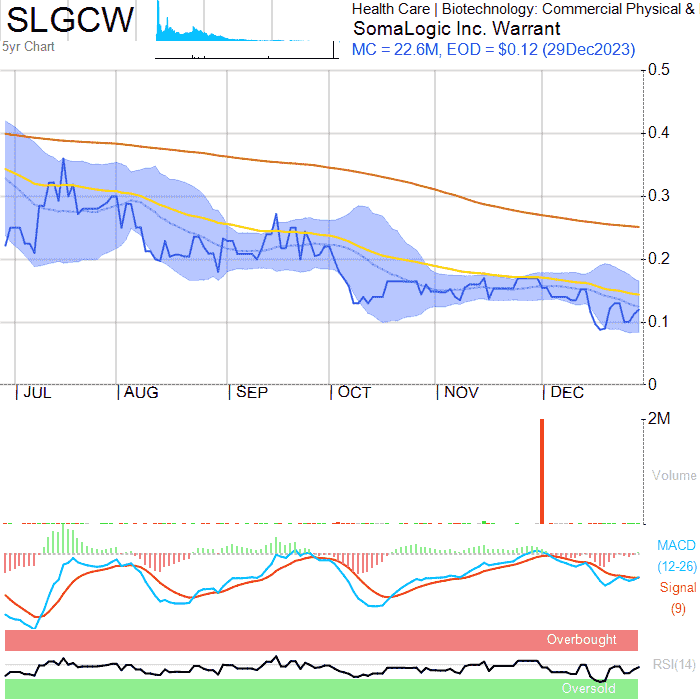 SLGCW
5yr Chart
Health Care | Biotechnology: Commercial Physical &
SomaLogic Inc. Warrant
MC = 22.6M, EOD = $0.12 (29Dec2023)
0.5
0.4
0.3
0.2
0.1
0
JUL AUG SEP OCT NOV DEC
2M
Volume
MACD
(12-26)
Signal
(9)
Overbought
RSI(14)
Oversold